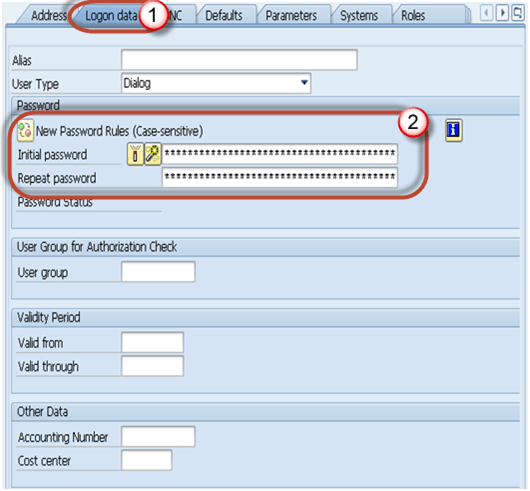 Address Logon data 1 NC Defaults Parameters Systems Roles
Alias
User Type Dialog
Password
2
New Password Rules (Case-sensitive)
Initial password ****************************************
Repeat password ****************************************
Password Status
User Group for Authorization Check
User group
Validity Period
Valid from
Valid through
Other Data
Accounting Number
Cost center